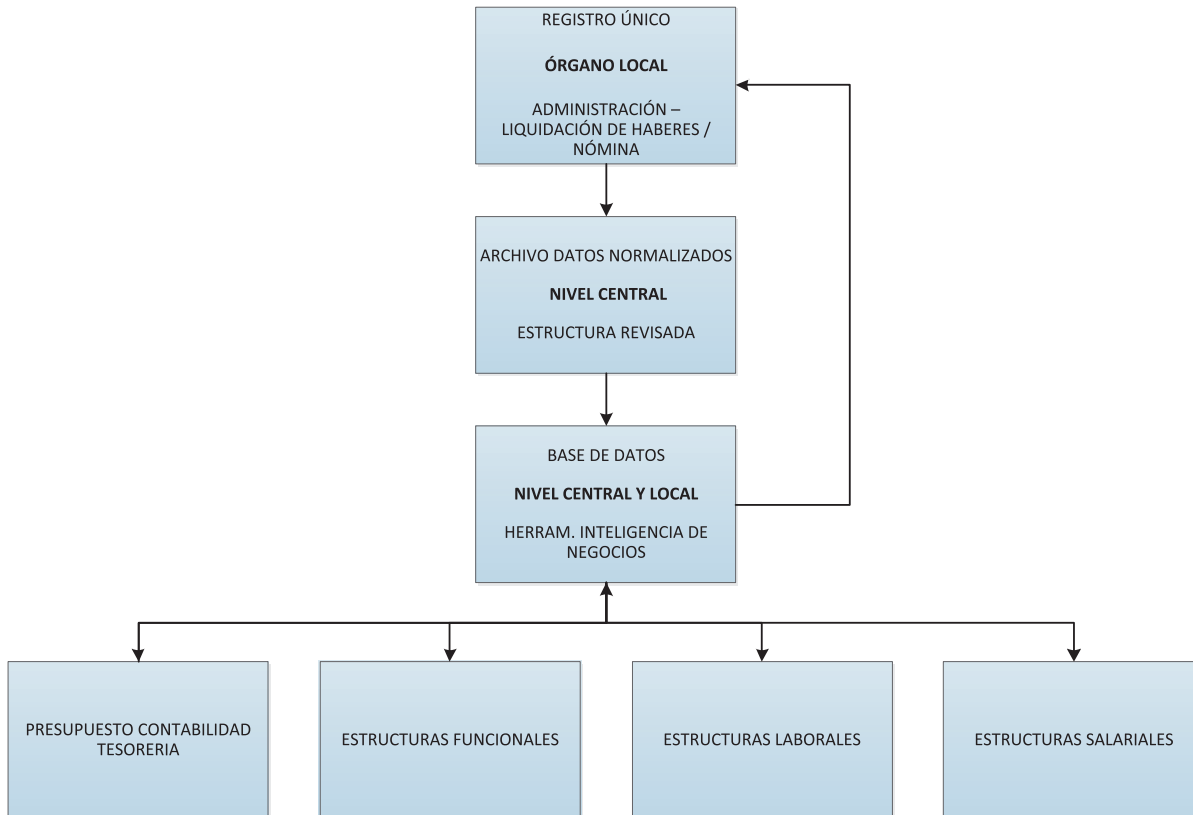 REGISTRO ÚNICO
ÓRGANO LOCAL
ADMINISTRACIÓN –
LIQUIDACIÓN DE HABERES /
NÓMINA
ARCHIVO DATOS NORMALIZADOS
NIVEL CENTRAL
ESTRUCTURA REVISADA
BASE DE DATOS
NIVEL CENTRAL Y LOCAL
HERRAM. INTELIGENCIA DE
NEGOCIOS
PRESUPUESTO CONTABILIDAD
TESORERIA
ESTRUCTURAS FUNCIONALES
ESTRUCTURAS LABORALES
ESTRUCTURAS SALARIALES